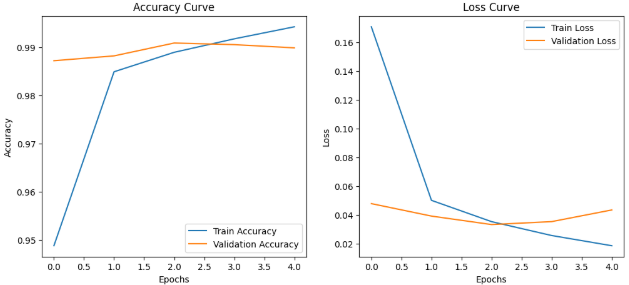 Accuracy Curve
Accuracy
0.99
0.98
0.97
0.96
0.95
Train Accuracy
Validation Accuracy
0.0 0.5 1.0 1.5 2.0 2.5 3.0 3.5 4.0
Epochs
Loss Curve
Loss
0.16
0.14
0.12
0.10
0.08
0.06
0.04
0.02
Train Loss
Validation Loss
0.0 0.5 1.0 1.5 2.0 2.5 3.0 3.5 4.0
Epochs